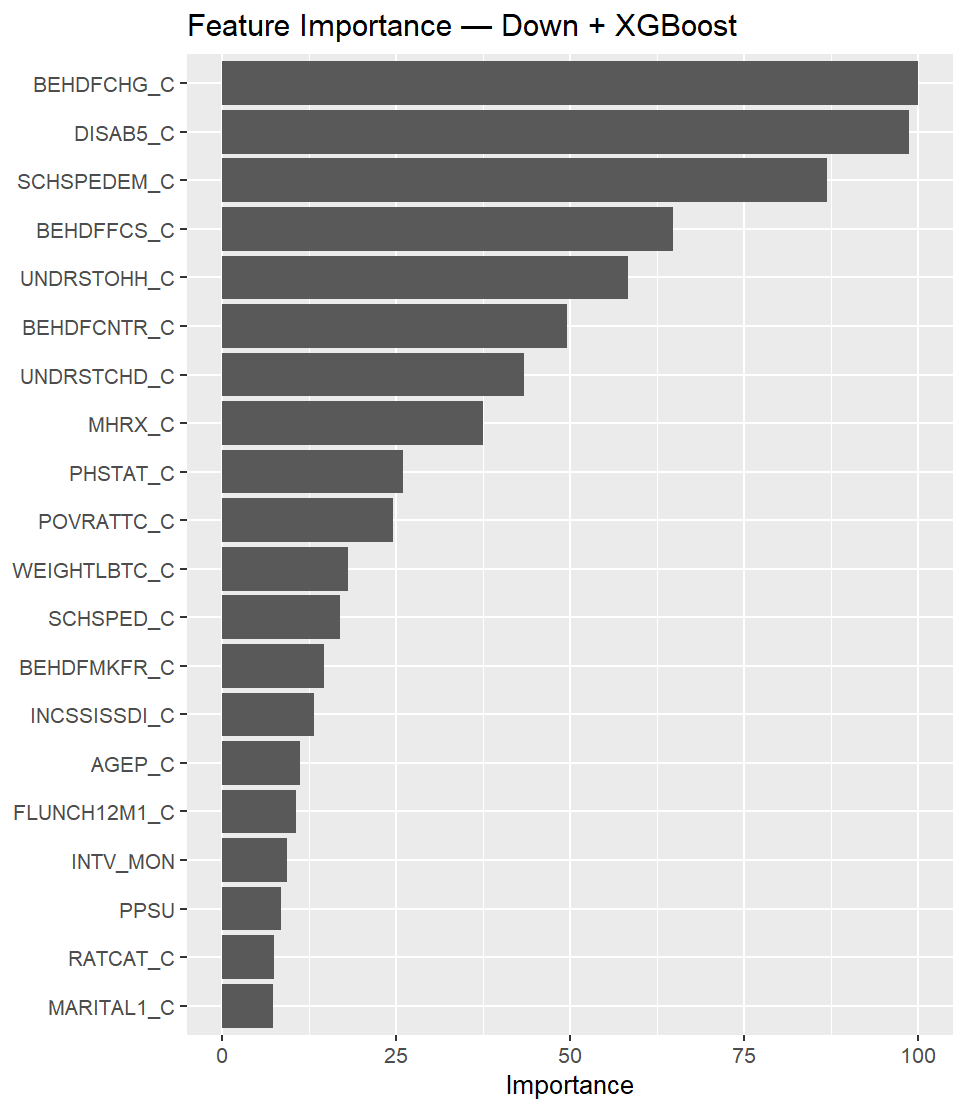 Feature Importance — Down + XGBoost
BEHDFCHG_C
DISAB5_C
SCHSPEDEM_C
BEHDFFCS_C
UNDRSTOHH_C
BEHDFCNTR_C
UNDRSTCHD_C
MHRX_C
PHSTAT_C
POVRATTC_C
WEIGHTLBTC_C
SCHSPED_C
BEHDFMKFR_C
INCSSISSDI_C
AGEP_C
FLUNCH12M1_C
INTV_MON
PPSU
RATCAT_C
MARITAL1_C
0 25 50 75 100
Importance